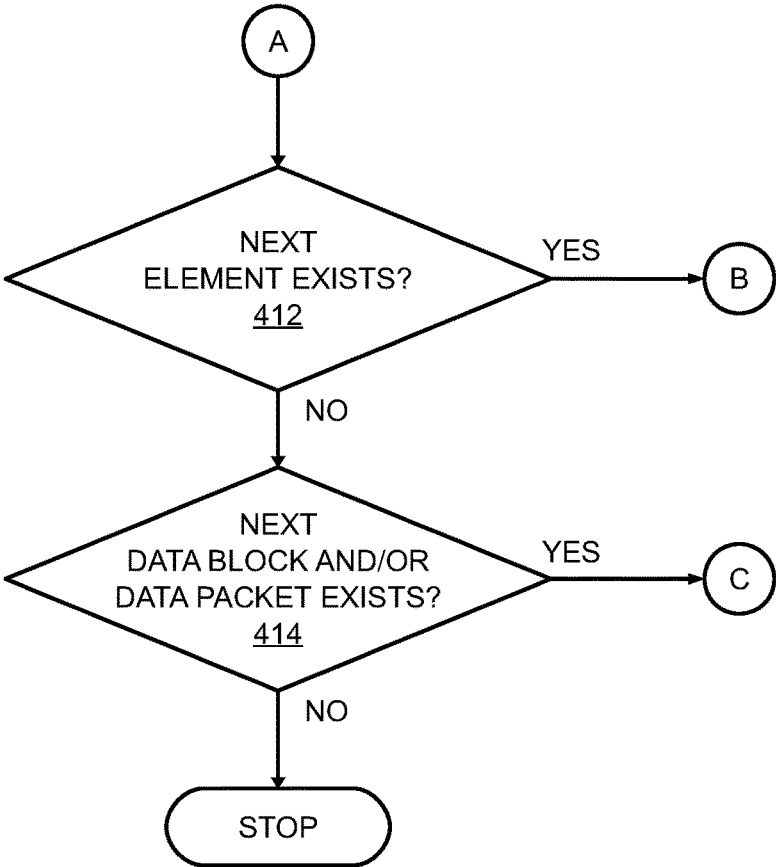 A
NEXT
ELEMENT EXISTS?
412
YES
B
NO
NEXT
DATA BLOCK AND/OR
DATA PACKET EXISTS?
414
YES
C
NO
STOP